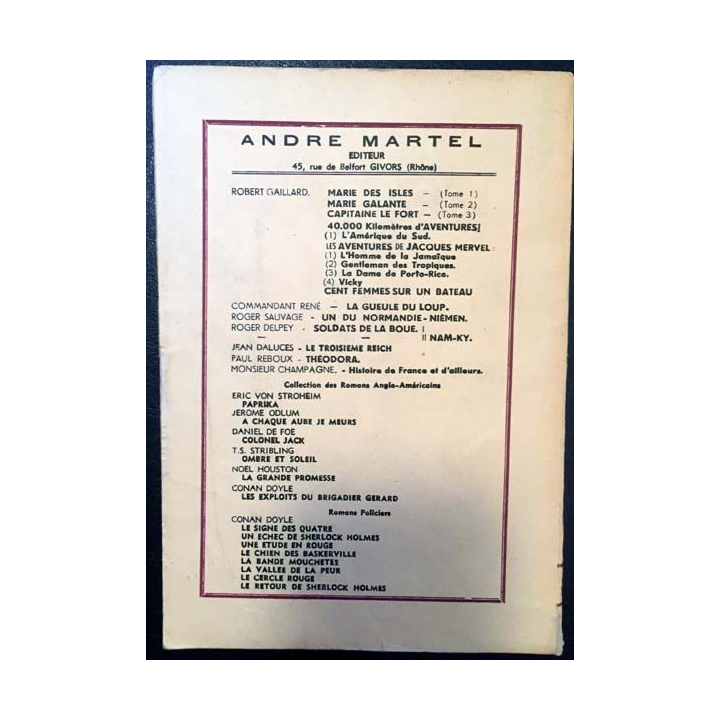 ANDRE MARTEL
EDITEUR
45, rue de Belfort GIVORS (Rhône)
ROBERT GAILLARD. MARIE DES ISLES — (Tome 1)
MARIE GALANTE — (Tome 2)
CAPITAINE LE FORT — (Tome 3)
40.000 Kilomètres d'AVENTURES]
(1) L'Amérique du Sud.
LES AVENTURES DE JACQUES MERVEL :
(1) L'Homme de la Jamaïque
(2) Gentleman des Tropiques.
(3) La Dame de Porto-Rico.
(4) Vicky
CENT FEMMES SUR UN BATEAU
COMMANDANT RENÉ — LA GUEULE DU LOUP.
ROGER SAUVAGE - UN DU NORMANDIE-NIÉMEN.
ROGER DELPEY - SOLDATS DE LA BOUE. I
— — II NAM-KY.
JEAN DALUCES - LE TROISIEME REICH
PAUL REBOUX - THÉODORA.
MONSIEUR CHAMPAGNE. - Histoire de France et d'ailleurs.
Collection des Romans Anglo-Américains
ERIC VON STROHEIM
PAPRIKA
JEROME ODLUM
A CHAQUE AUBE JE MEURS
DANIEL DE FOE
COLONEL JACK
T.S. STRIBLING
OMBRE ET SOLEIL
NOEL HOUSTON
LA GRANDE PROMESSE
CONAN DOYLE
LES EXPLOITS DU BRIGADIER GERARD
Romans Policiers
CONAN DOYLE
LE SIGNE DES QUATRE
UN ECHEC DE SHERLOCK HOLMES
UNE ETUDE EN ROUGE
LE CHIEN DES BASKERVILLE
LA BANDE MOUCHETÉE
LA VALLEE DE LA PEUR
LE CERCLE ROUGE
LE RETOUR DE SHERLOCK HOLMES